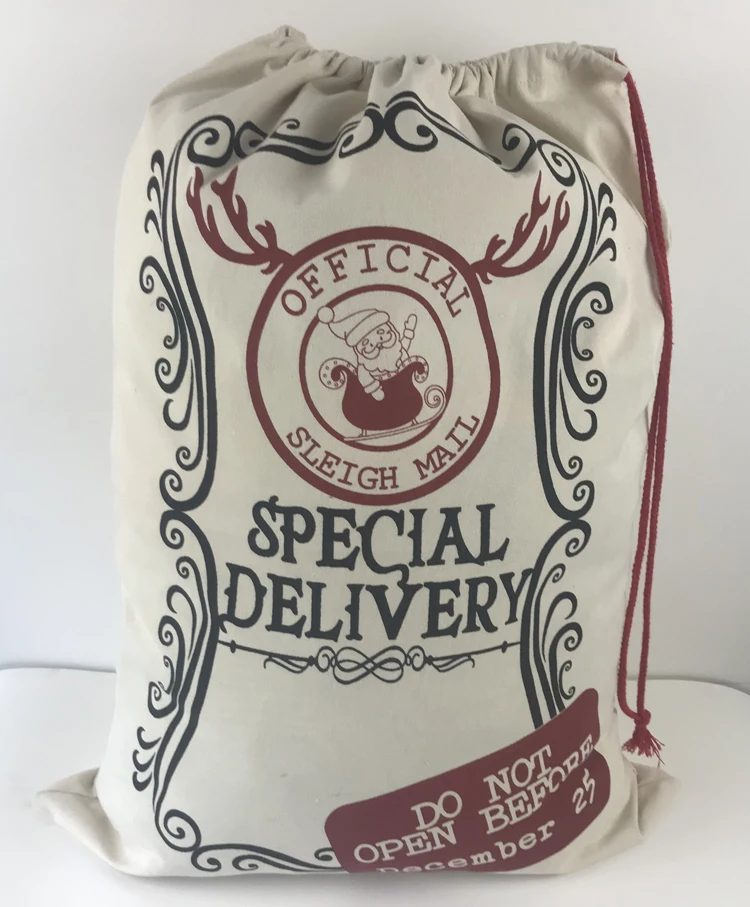 OFFICIAL
SLEIGH MAIL
SPECIAL
DELIVERY
DO NOT
OPEN BEFORE
December 25